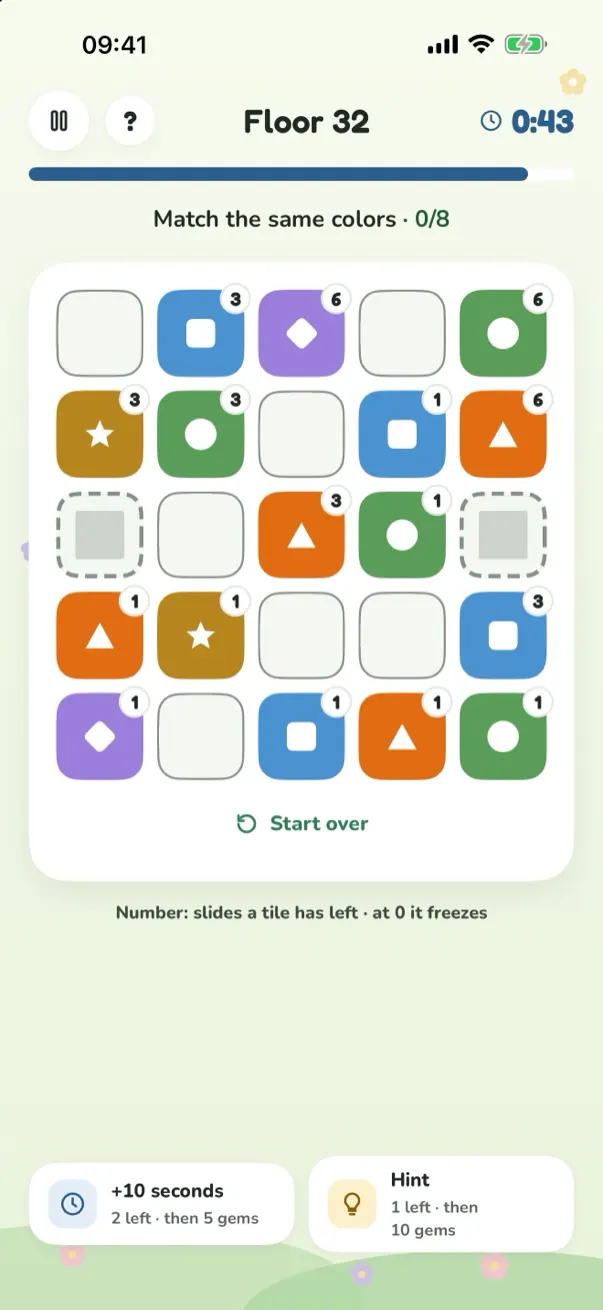 09:41
? Floor 32 0:43
Match the same colors · 0/8
3 6 6
3 3 1 6
3 1
1 1 3
1 1 1 1
Start over
Number: slides a tile has left · at 0 it freezes
+10 seconds
2 left · then 5 gems
Hint
1 left · then
10 gems